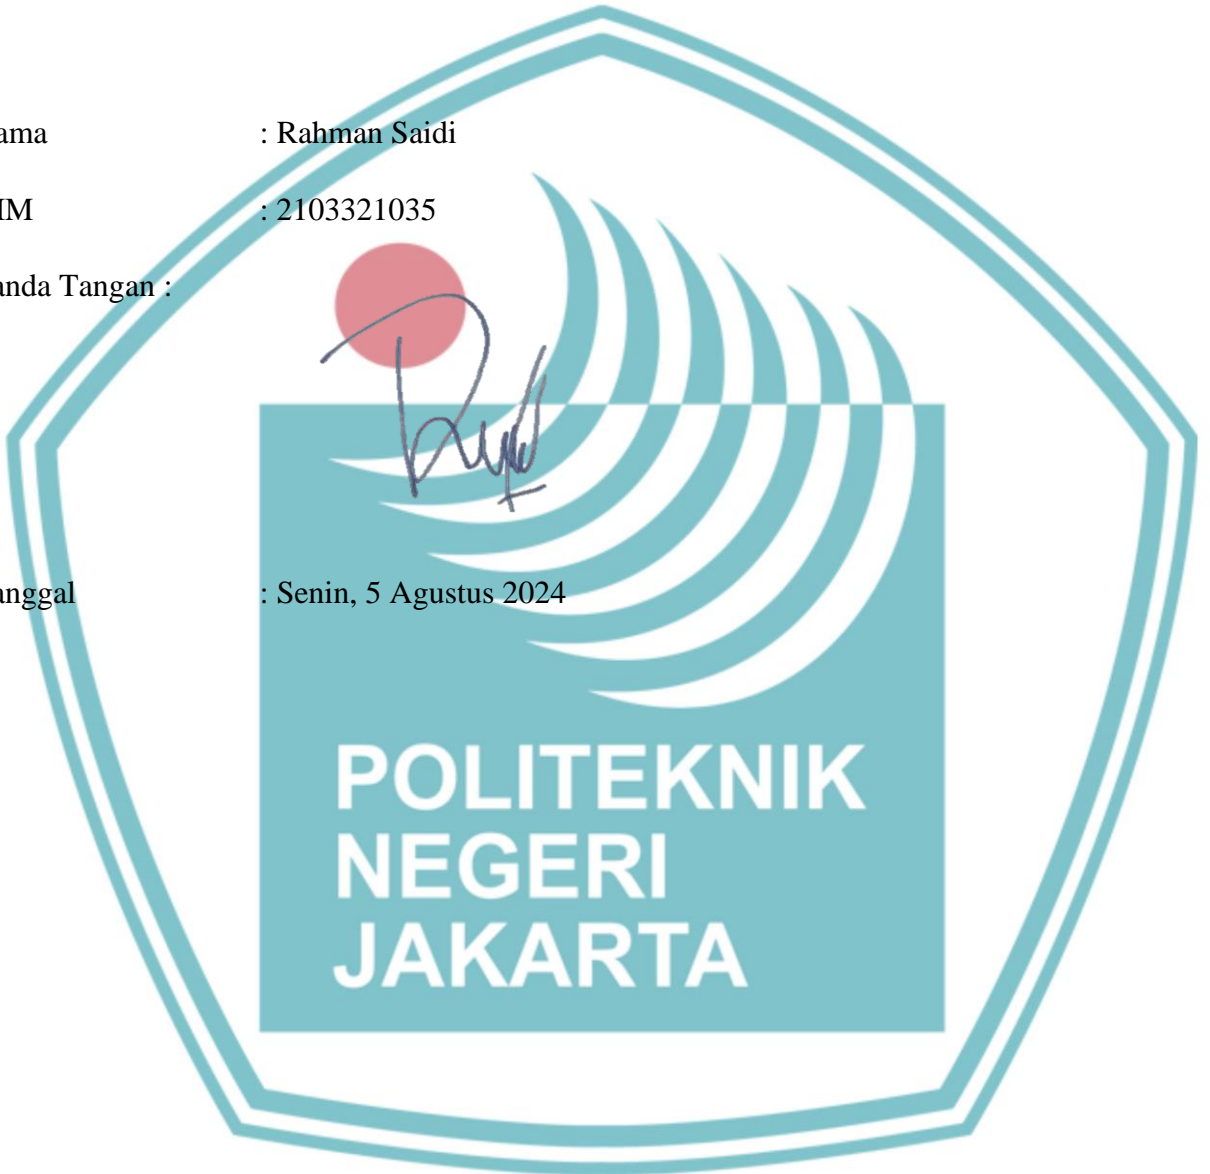 ama : Rahman Saidi
IM : 2103321035
anda Tangan :
anggal : Senin, 5 Agustus 2024
POLITEKNIK
NEGERI
JAKARTA